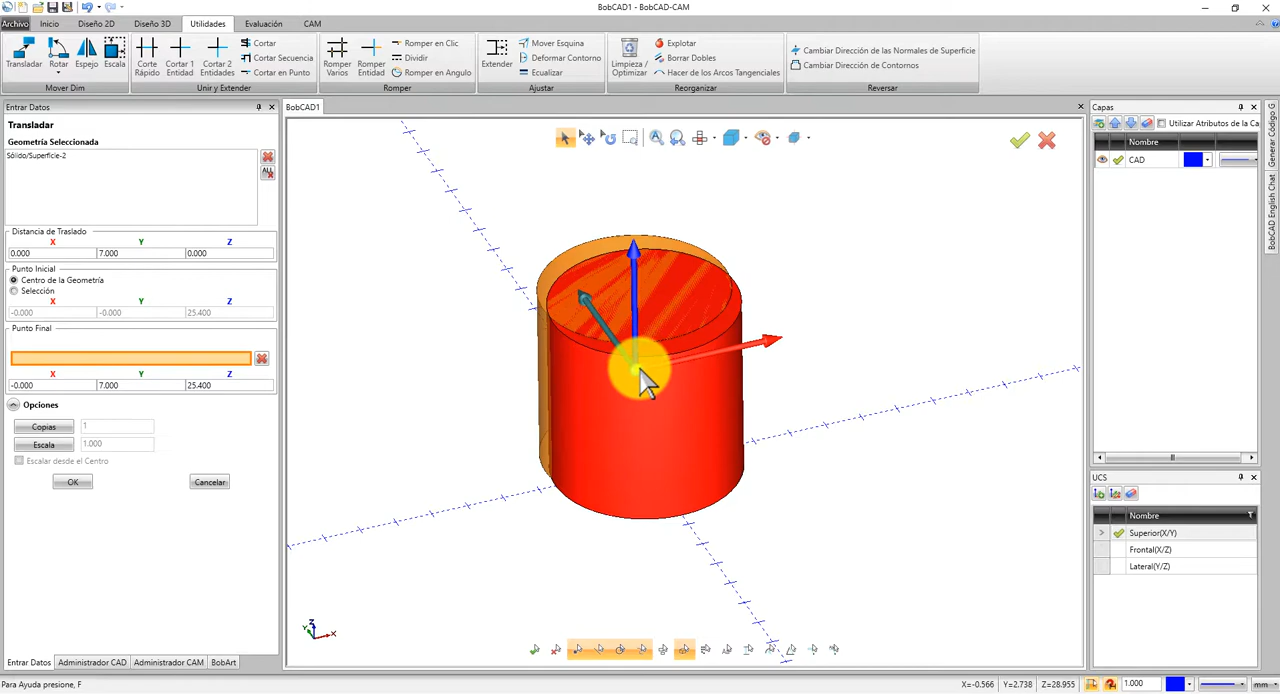 BobCAD1 - BobCAD-CAM
Archivo Inicio Diseño 2D Diseño 3D Utilidades Evaluación CAM
Transladar Rotar Espejo Escala
Mover Dim
Corte Rápido Cortar 1 Entidad Cortar 2 Entidades
Cortar
Cortar Secuencia
Cortar en Punto
Unir y Extender
Romper Varios Romper Entidad
Romper en Clic
Dividir
Romper en Angulo
Romper
Extender
Mover Esquina
Deformar Contorno
Ecualizar
Ajustar
Limpieza / Optimizar
Explotar
Borrar Dobles
Hacer de los Arcos Tangenciales
Reorganizar
Cambiar Dirección de las Normales de Superficie
Cambiar Dirección de Contornos
Reversar
Entrar Datos
Transladar
Geometría Seleccionada
Sólido/Superficie-2
ALL
Distancia de Traslado
X Y Z
0.000 7.000 0.000
Punto Inicial
Centro de la Geometría
Selección
X Y Z
-0.000 -0.000 25.400
Punto Final
X Y Z
-0.000 7.000 25.400
Opciones
Copias 1
Escala 1.000
Escalar desde el Centro
OK Cancelar
Entrar Datos Administrador CAD Administrador CAM BobArt
BobCAD1
Z
Y
X
Capas
Utilizar Atributos de la Ca
Nombre
CAD
UCS
Nombre
Superior(X/Y)
Frontal(X/Z)
Lateral(Y/Z)
Generar Código G
BobCAD English Chat
Para Ayuda presione, F
X=-0.566 Y=2.738 Z=28.955 1.000 mm